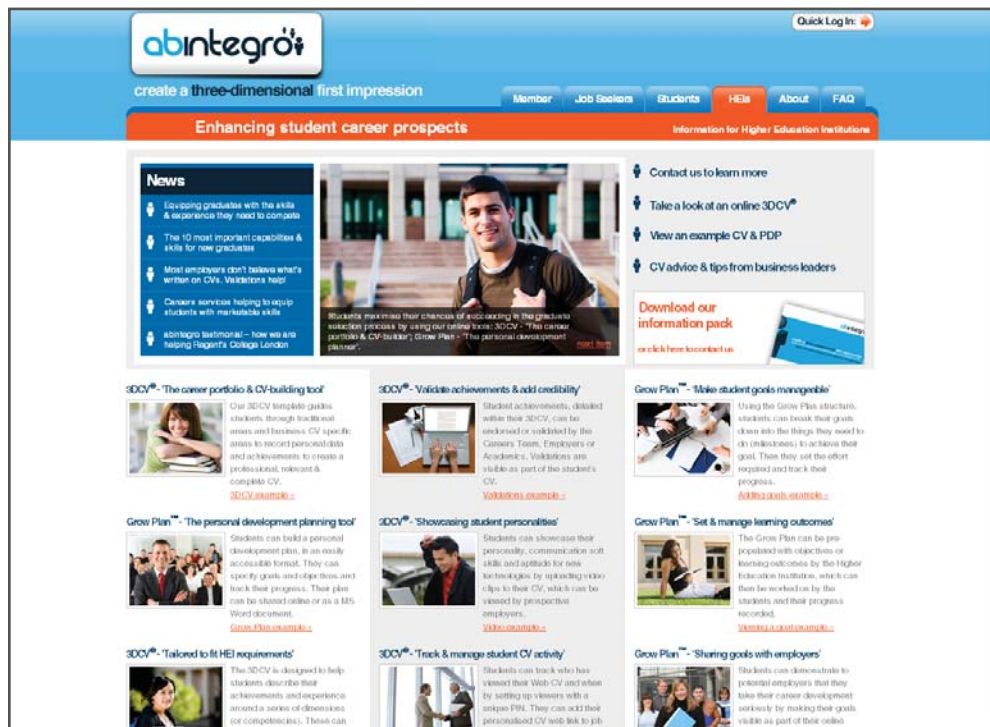 Quick Log In:
abintegro
create a three-dimensional first impression
Member
Job Seekers
Students
HEIs
About
FAQ
Enhancing student career prospects
Information for Higher Education Institutions
News
Equipping graduates with the skills
& experience they need to compete
The 10 most important capabilities &
skills for new graduates
Most employers don't believe what's
written on CVs. Validations help!
Careers services helping to equip
students with marketable skills
abintegro testimonal – how we are
helping Regent's College London
Students maximise their chances of succeeding in the graduate
selection process by using our online tools: 3DCV - 'The career
portfolio & CV-builder'; Grow Plan - 'The personal development
planner'.
read item
Contact us to learn more
Take a look at an online 3DCV®
View an example CV & PDP
CV advice & tips from business leaders
Download our
information pack
or click here to contact us
3DCV® - 'The career portfolio & CV-building tool'
Our 3DCV template guides
students through traditional
areas and business CV specific
areas to record personal data
and achievements to create a
professional, relevant &
complete CV.
3DCV example »
3DCV® - 'Validate achievements & add credibility'
Student achievements, detailed
within their 3DCV, can be
endorsed or validated by the
Careers Team, Employers or
Academics. Validations are
visible as part of the student's
CV.
Validations example »
Grow Plan™ - 'Make student goals manageable'
Using the Grow Plan structure,
students can break their goals
down into the things they need to
do (milestones) to achieve their
goal. Then they set the effort
required and track their
progress.
Adding goals example »
Grow Plan™ - 'The personal development planning tool'
Students can build a personal
development plan, in an easily
accessible format. They can
specify goals and objectives and
track their progress. Their plan
can be shared online or as a MS
Word document.
Grow Plan example »
3DCV® - 'Showcasing student personalities'
Students can showcase their
personality, communication soft
skills and aptitude for new
technologies by uploading video
clips to their CV, which can be
viewed by prospective
employers.
Video example »
Grow Plan™ - 'Set & manage learning outcomes'
The Grow Plan can be pre-
populated with objectives or
learning outcomes by the Higher
Education Institution, which can
then be worked on by the
students and their progress
recorded.
Viewing a goal example »
3DCV® - 'Tailored to fit HEI requirements'
The 3DCV is designed to help
students describe their
achievements and experience
around a series of dimensions
(or competencies). These can
3DCV® - 'Track & manage student CV activity'
Students can track who has
viewed their Web CV and when
by setting up viewers with a
unique PIN. They can add their
personalised CV web link to job
Grow Plan™ - 'Sharing goals with employers'
Students can demonstrate to
potential employers that they
take their career development
seriously by making their goals
visible as part of their online